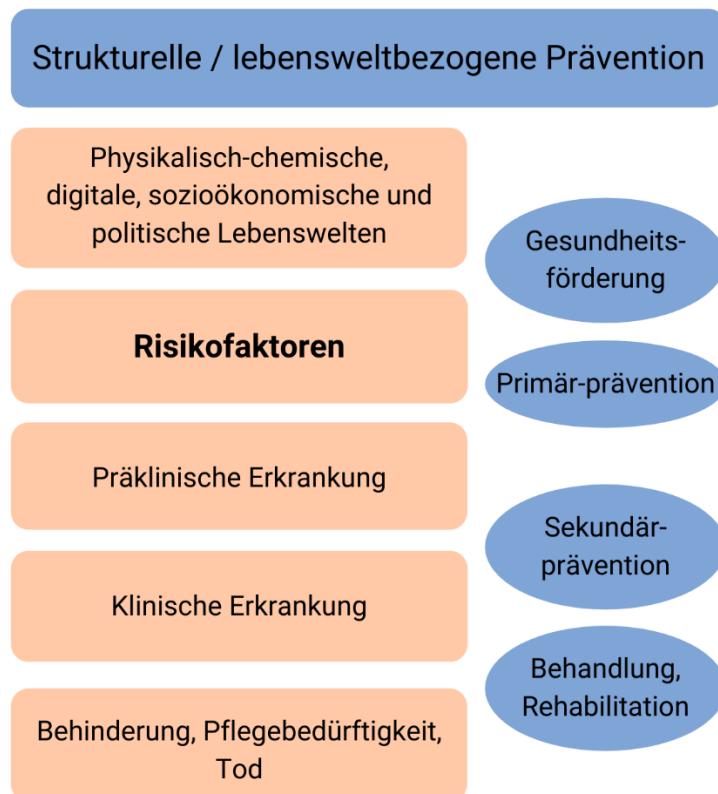 Strukturelle / lebensweltbezogene Prävention
Physikalisch-chemische,
digitale, sozioökonomische und
politische Lebenswelten
Gesundheits-
förderung
Risikofaktoren
Primär-prävention
Präklinische Erkrankung
Sekundär-
prävention
Klinische Erkrankung
Behandlung,
Rehabilitation
Behinderung, Pflegebedürftigkeit,
Tod